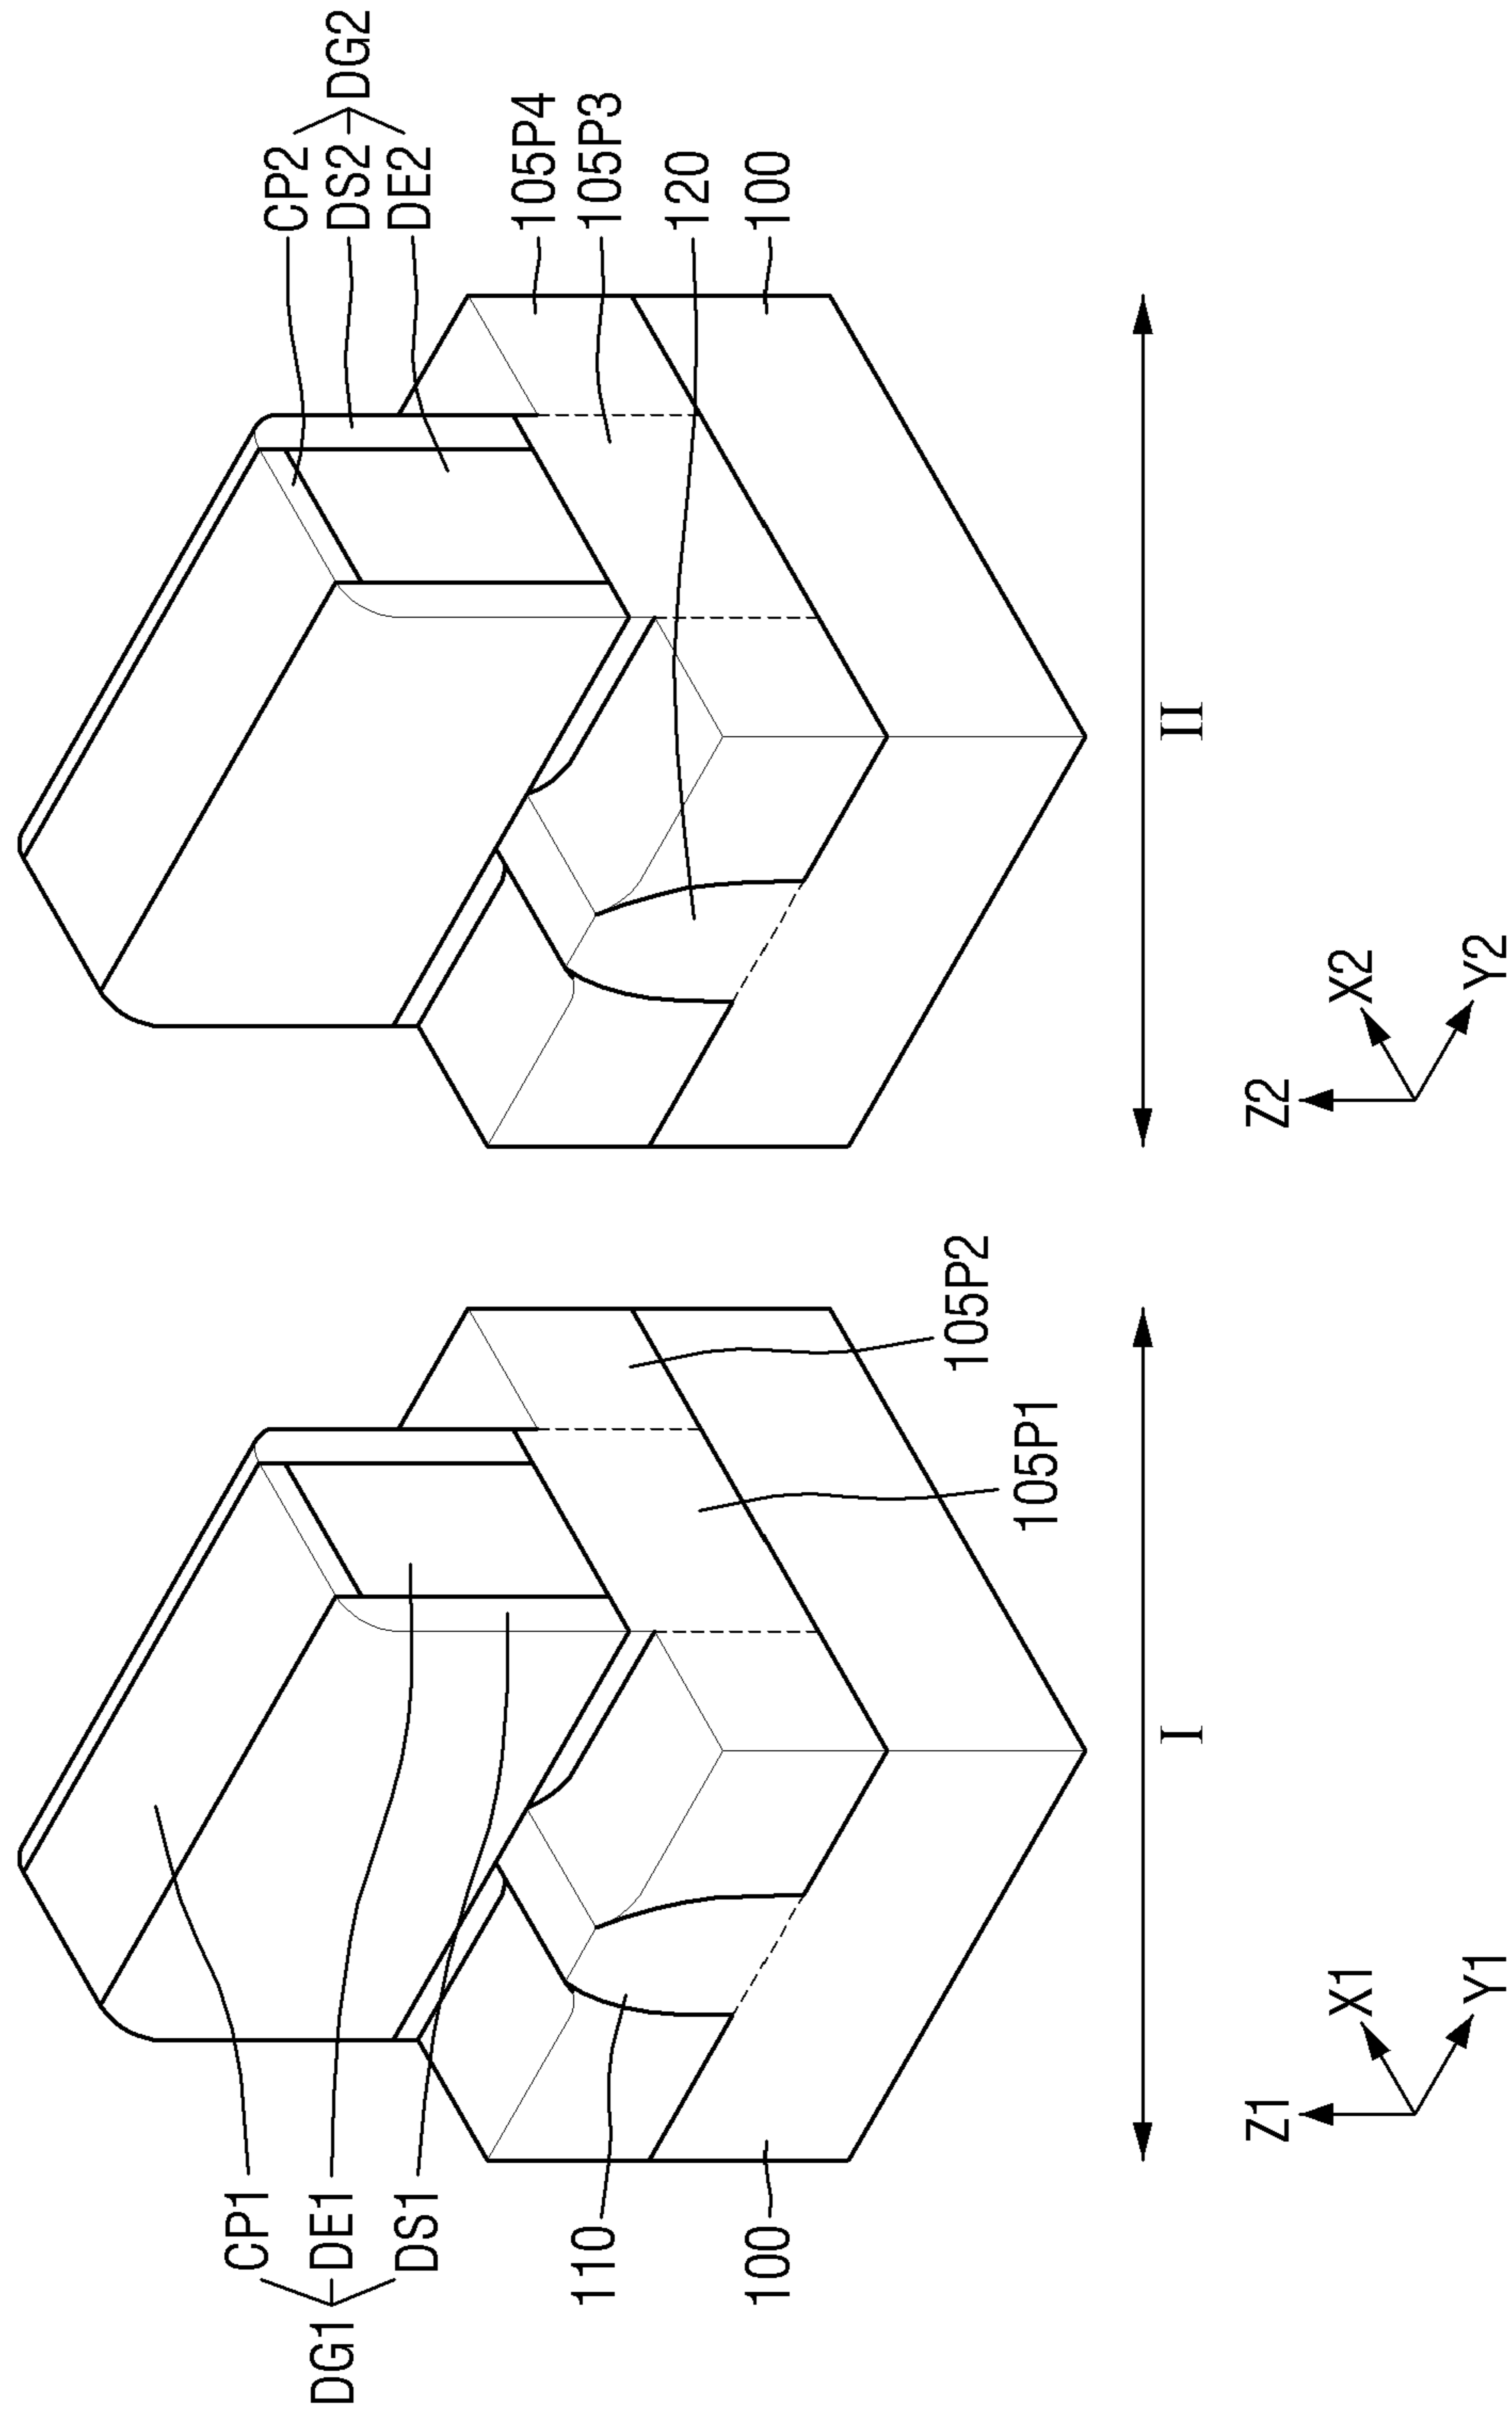 DG1
CP1
DE1
DS1
110
100
105P2
105P1
CP2
DS2
DE2
DG2
105P4
105P3
120
100
I
II
Z1
X1
Y1
Z2
X2
Y2